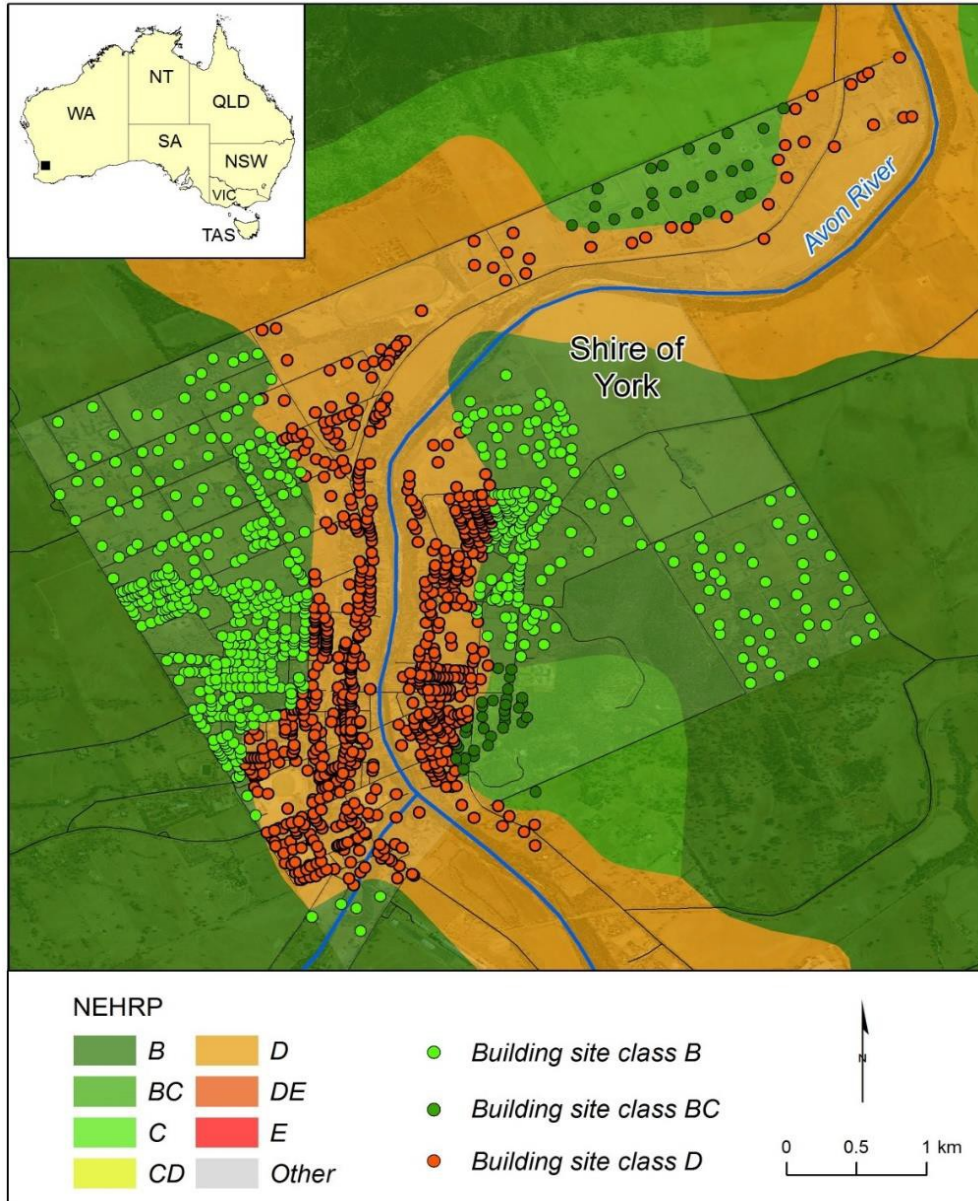 NT
WA
QLD
SA
NSW
VIC
TAS
Avon River
Shire of
York
NEHRP
B
BC
C
CD
D
DE
E
Other
Building site class B
Building site class BC
Building site class D
N
0 0.5 1 km